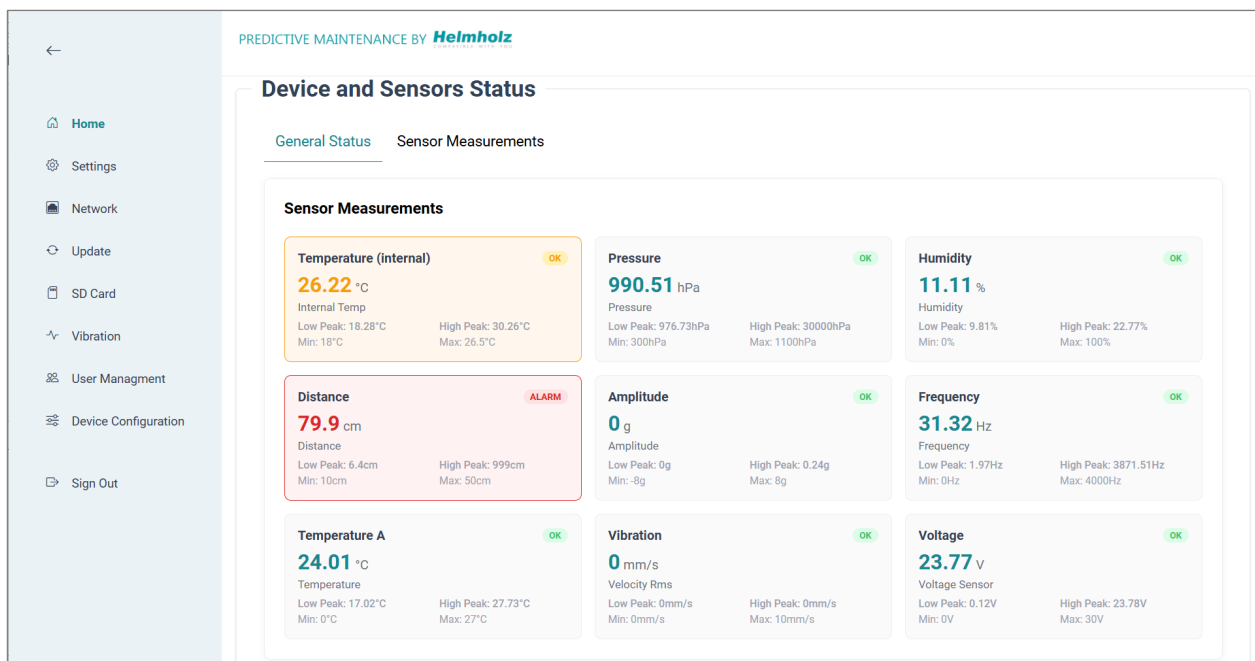 PREDICTIVE MAINTENANCE BY Helmholz
COMPATIBLE WITH YOU
Device and Sensors Status
Home
Settings
Network
Update
SD Card
Vibration
User Managment
Device Configuration
Sign Out
General Status Sensor Measurements
Sensor Measurements
Temperature (internal) OK
26.22 °C
Internal Temp
Low Peak: 18.28°C High Peak: 30.26°C
Min: 18°C Max: 26.5°C
Pressure OK
990.51 hPa
Pressure
Low Peak: 976.73hPa High Peak: 30000hPa
Min: 300hPa Max: 1100hPa
Humidity OK
11.11 %
Humidity
Low Peak: 9.81% High Peak: 22.77%
Min: 0% Max: 100%
Distance ALARM
79.9 cm
Distance
Low Peak: 6.4cm High Peak: 999cm
Min: 10cm Max: 50cm
Amplitude OK
0 g
Amplitude
Low Peak: 0g High Peak: 0.24g
Min: -8g Max: 8g
Frequency OK
31.32 Hz
Frequency
Low Peak: 1.97Hz High Peak: 3871.51Hz
Min: 0Hz Max: 4000Hz
Temperature A OK
24.01 °C
Temperature
Low Peak: 17.02°C High Peak: 27.73°C
Min: 0°C Max: 27°C
Vibration OK
0 mm/s
Velocity Rms
Low Peak: 0mm/s High Peak: 0mm/s
Min: 0mm/s Max: 10mm/s
Voltage OK
23.77 V
Voltage Sensor
Low Peak: 0.12V High Peak: 23.78V
Min: 0V Max: 30V